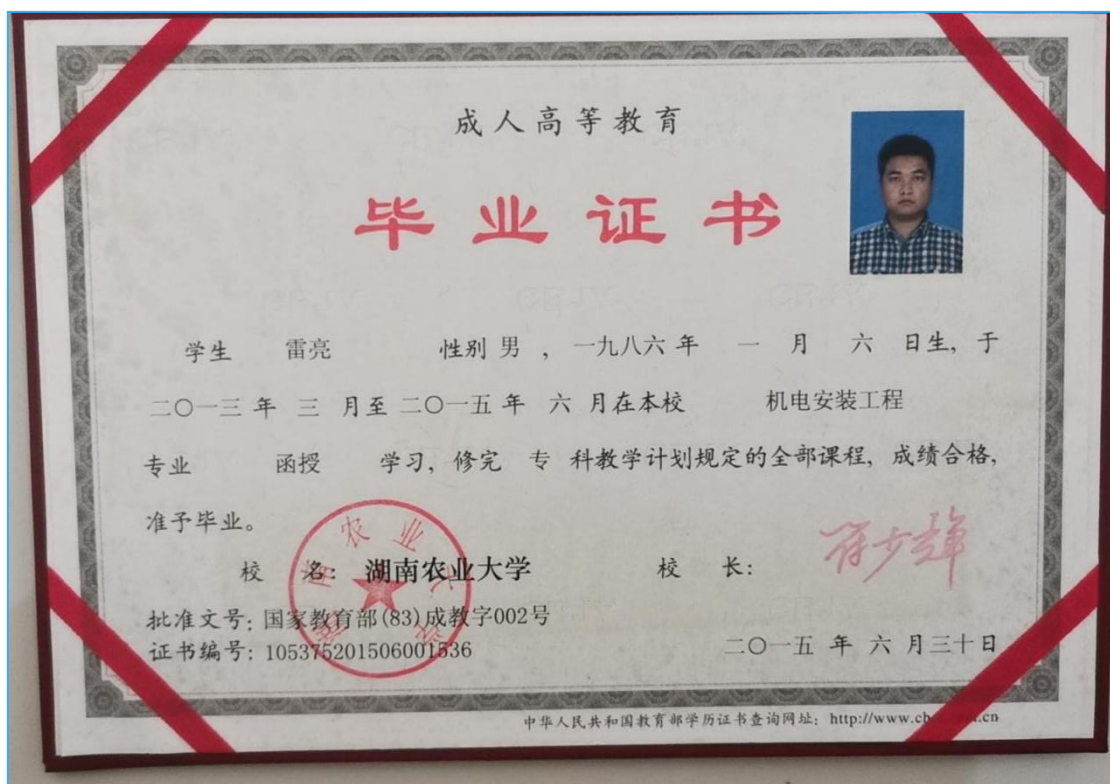 成人高等教育
毕业证书
学生 雷亮 性别 男 , 一九八六 年 一 月 六 日生, 于
二〇一三 年 三 月至 二〇一五 年 六 月在本校 机电安装工程
专业 函授 学习, 修完 专 科教学计划规定的全部课程, 成绩合格,
准予毕业。
校 名: 湖南农业大学 校 长:
批准文号: 国家教育部(83)成教字002号
证书编号: 105375201506001536
二〇一五 年 六 月三十日
中华人民共和国教育部学历证书查询网址: http://www.ch
湖南农业大学